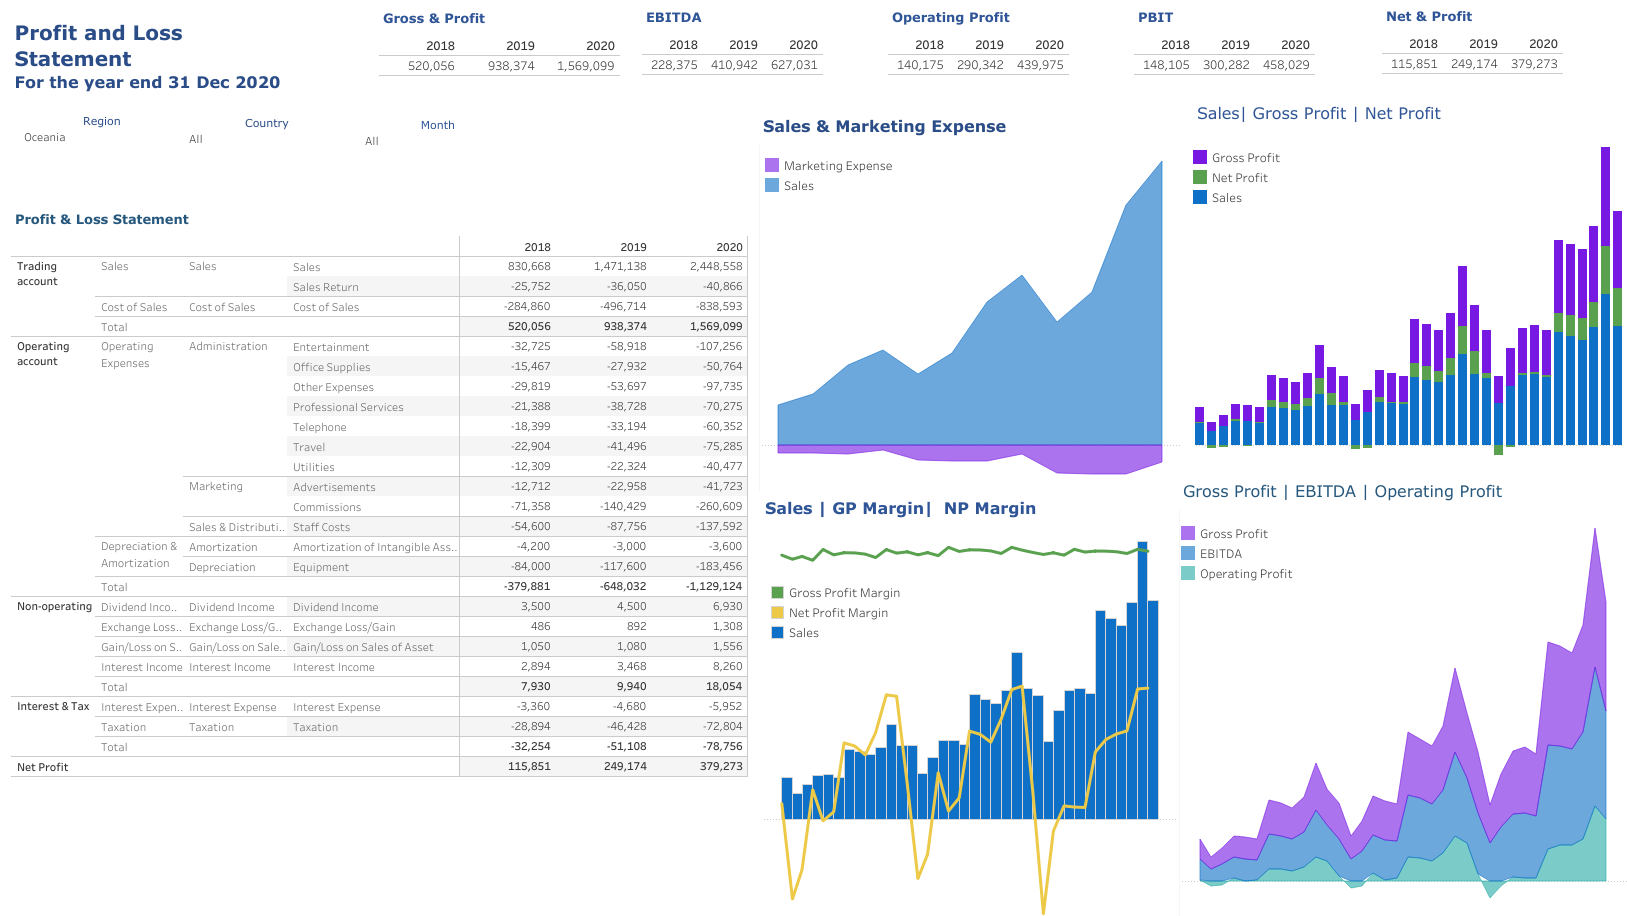 Profit and Loss
Statement
For the year end 31 Dec 2020
Gross & Profit
2018 2019 2020
520,056 938,374 1,569,099
EBITDA
2018 2019 2020
228,375 410,942 627,031
Operating Profit
2018 2019 2020
140,175 290,342 439,975
PBIT
2018 2019 2020
148,105 300,282 458,029
Net & Profit
2018 2019 2020
115,851 249,174 379,273
Region Country Month
Oceania All All
Profit & Loss Statement
2018 2019 2020
Trading Sales Sales Sales 830,668 1,471,138 2,448,558
account
Sales Return -25,752 -36,050 -40,866
Cost of Sales Cost of Sales Cost of Sales -284,860 -496,714 -838,593
Total 520,056 938,374 1,569,099
Operating Operating Administration Entertainment -32,725 -58,918 -107,256
account Expenses
Office Supplies -15,467 -27,932 -50,764
Other Expenses -29,819 -53,697 -97,735
Professional Services -21,388 -38,728 -70,275
Telephone -18,399 -33,194 -60,352
Travel -22,904 -41,496 -75,285
Utilities -12,309 -22,324 -40,477
Marketing Advertisements -12,712 -22,958 -41,723
Commissions -71,358 -140,429 -260,609
Sales & Distributi.. Staff Costs -54,600 -87,756 -137,592
Depreciation & Amortization Amortization of Intangible Ass.. -4,200 -3,000 -3,600
Amortization
Depreciation Equipment -84,000 -117,600 -183,456
Total -379,881 -648,032 -1,129,124
Non-operating Dividend Inco.. Dividend Income Dividend Income 3,500 4,500 6,930
Exchange Loss.. Exchange Loss/G.. Exchange Loss/Gain 486 892 1,308
Gain/Loss on S.. Gain/Loss on Sale.. Gain/Loss on Sales of Asset 1,050 1,080 1,556
Interest Income Interest Income Interest Income 2,894 3,468 8,260
Total 7,930 9,940 18,054
Interest & Tax Interest Expen.. Interest Expense Interest Expense -3,360 -4,680 -5,952
Taxation Taxation Taxation -28,894 -46,428 -72,804
Total -32,254 -51,108 -78,756
Net Profit 115,851 249,174 379,273
Sales & Marketing Expense
Marketing Expense
Sales
Sales| Gross Profit | Net Profit
Gross Profit
Net Profit
Sales
Sales | GP Margin| NP Margin
Gross Profit Margin
Net Profit Margin
Sales
Gross Profit | EBITDA | Operating Profit
Gross Profit
EBITDA
Operating Profit